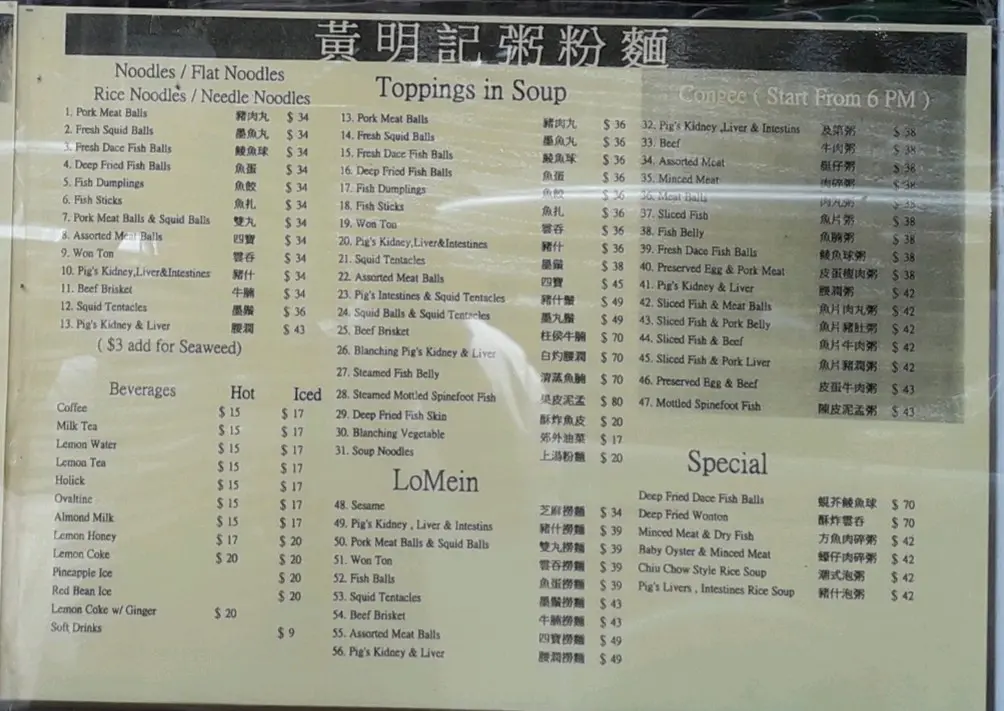 黃明記粥粉麵
Noodles / Flat Noodles
Rice Noodles / Needle Noodles
1. Pork Meat Balls 豬肉丸 $ 34
2. Fresh Squid Balls 墨魚丸 $ 34
3. Fresh Dace Fish Balls 鯪魚球 $ 34
4. Deep Fried Fish Balls 魚蛋 $ 34
5. Fish Dumplings 魚餃 $ 34
6. Fish Sticks 魚扎 $ 34
7. Pork Meat Balls & Squid Balls 雙丸 $ 34
8. Assorted Meat Balls 四寶 $ 34
9. Won Ton 雲吞 $ 34
10. Pig's Kidney,Liver&Intestines 豬什 $ 34
11. Beef Brisket 牛腩 $ 34
12. Squid Tentacles 墨鬚 $ 36
13. Pig's Kidney & Liver 腰潤 $ 43
( $3 add for Seaweed)
Beverages Hot Iced
Coffee $ 15 $ 17
Milk Tea $ 15 $ 17
Lemon Water $ 15 $ 17
Lemon Tea $ 15 $ 17
Holick $ 15 $ 17
Ovaltine $ 15 $ 17
Almond Milk $ 15 $ 17
Lemon Honey $ 17 $ 20
Lemon Coke $ 20 $ 20
Pineapple Ice $ 20
Red Bean Ice $ 20
Lemon Coke w/ Ginger $ 20
Soft Drinks $ 9
Toppings in Soup
13. Pork Meat Balls 豬肉丸 $ 36
14. Fresh Squid Balls 墨魚丸 $ 36
15. Fresh Dace Fish Balls 鯪魚球 $ 36
16. Deep Fried Fish Balls 魚蛋 $ 36
17. Fish Dumplings 魚餃 $ 36
18. Fish Sticks 魚扎 $ 36
19. Won Ton 雲吞 $ 36
20. Pig's Kidney,Liver&Intestines 豬什 $ 36
21. Squid Tentacles 墨鬚 $ 38
22. Assorted Meat Balls 四寶 $ 45
23. Pig's Intestines & Squid Tentacles 豬什鬚 $ 49
24. Squid Balls & Squid Tentacles 墨丸鬚 $ 49
25. Beef Brisket 柱侯牛腩 $ 70
26. Blanching Pig's Kidney & Liver 白灼腰潤 $ 70
27. Steamed Fish Belly 清蒸魚腩 $ 70
28. Steamed Mottled Spinefoot Fish 皮泥孟 $ 80
29. Deep Fried Fish Skin 酥炸魚皮 $ 20
30. Blanching Vegetable 郊外油菜 $ 17
31. Soup Noodles 上湯粉麵 $ 20
LoMein
48. Sesame 芝麻撈麵 $ 34
49. Pig's Kidney , Liver & Intestins 豬什撈麵 $ 39
50. Pork Meat Balls & Squid Balls 雙丸撈麵 $ 39
51. Won Ton 雲吞撈麵 $ 39
52. Fish Balls 魚蛋撈麵 $ 39
53. Squid Tentacles 墨鬚撈麵 $ 43
54. Beef Brisket 牛腩撈麵 $ 43
55. Assorted Meat Balls 四寶撈麵 $ 49
56. Pig's Kidney & Liver 腰潤撈麵 $ 49
Congee ( Start From 6 PM )
32. Pig's Kidney ,Liver & Intestins 及第粥 $ 38
33. Beef 牛肉粥 $ 38
34. Assorted Meat 艇仔粥 $ 38
35. Minced Meat 肉碎粥 $ 38
36. Meat Balls 肉丸粥
37. Sliced Fish 魚片粥 $ 38
38. Fish Belly 魚腩粥 $ 38
39. Fresh Dace Fish Balls 鯪魚球粥 $ 38
40. Preserved Egg & Pork Meat 皮蛋瘦肉粥 $ 38
41. Pig's Kidney & Liver 腰潤粥 $ 42
42. Sliced Fish & Meat Balls 魚片肉丸粥 $ 42
43. Sliced Fish & Pork Belly 魚片豬肚粥 $ 42
44. Sliced Fish & Beef 魚片牛肉粥 $ 42
45. Sliced Fish & Pork Liver 魚片豬潤粥 $ 42
46. Preserved Egg & Beef 皮蛋牛肉粥 $ 43
47. Mottled Spinefoot Fish 陳皮泥孟粥 $ 43
Special
Deep Fried Dace Fish Balls 蜆芥鯪魚球 $ 70
Deep Fried Wonton 酥炸雲吞 $ 70
Minced Meat & Dry Fish 方魚肉碎粥 $ 42
Baby Oyster & Minced Meat 蠔仔肉碎粥 $ 42
Chiu Chow Style Rice Soup 潮式泡粥 $ 42
Pig's Livers , Intestines Rice Soup 豬什泡粥 $ 42